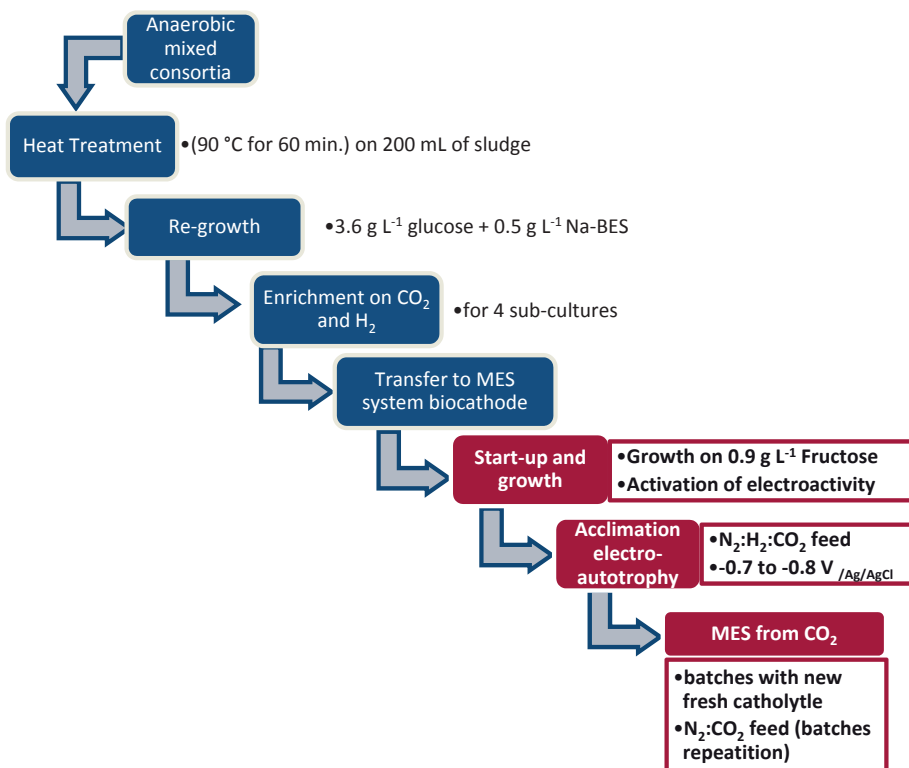 Anaerobic
mixed
consortia
Heat Treatment
•(90 °C for 60 min.) on 200 mL of sludge
Re-growth
•3.6 g L⁻¹ glucose + 0.5 g L⁻¹ Na-BES
Enrichment on CO₂
and H₂
•for 4 sub-cultures
Transfer to MES
system biocathode
Start-up and
growth
•Growth on 0.9 g L⁻¹ Fructose
•Activation of electroactivity
Acclimation
electro-
autotrophy
•N₂:H₂:CO₂ feed
•-0.7 to -0.8 V /Ag/AgCl
MES from CO₂
•batches with new
fresh catholytle
•N₂:CO₂ feed (batches
repeatition)